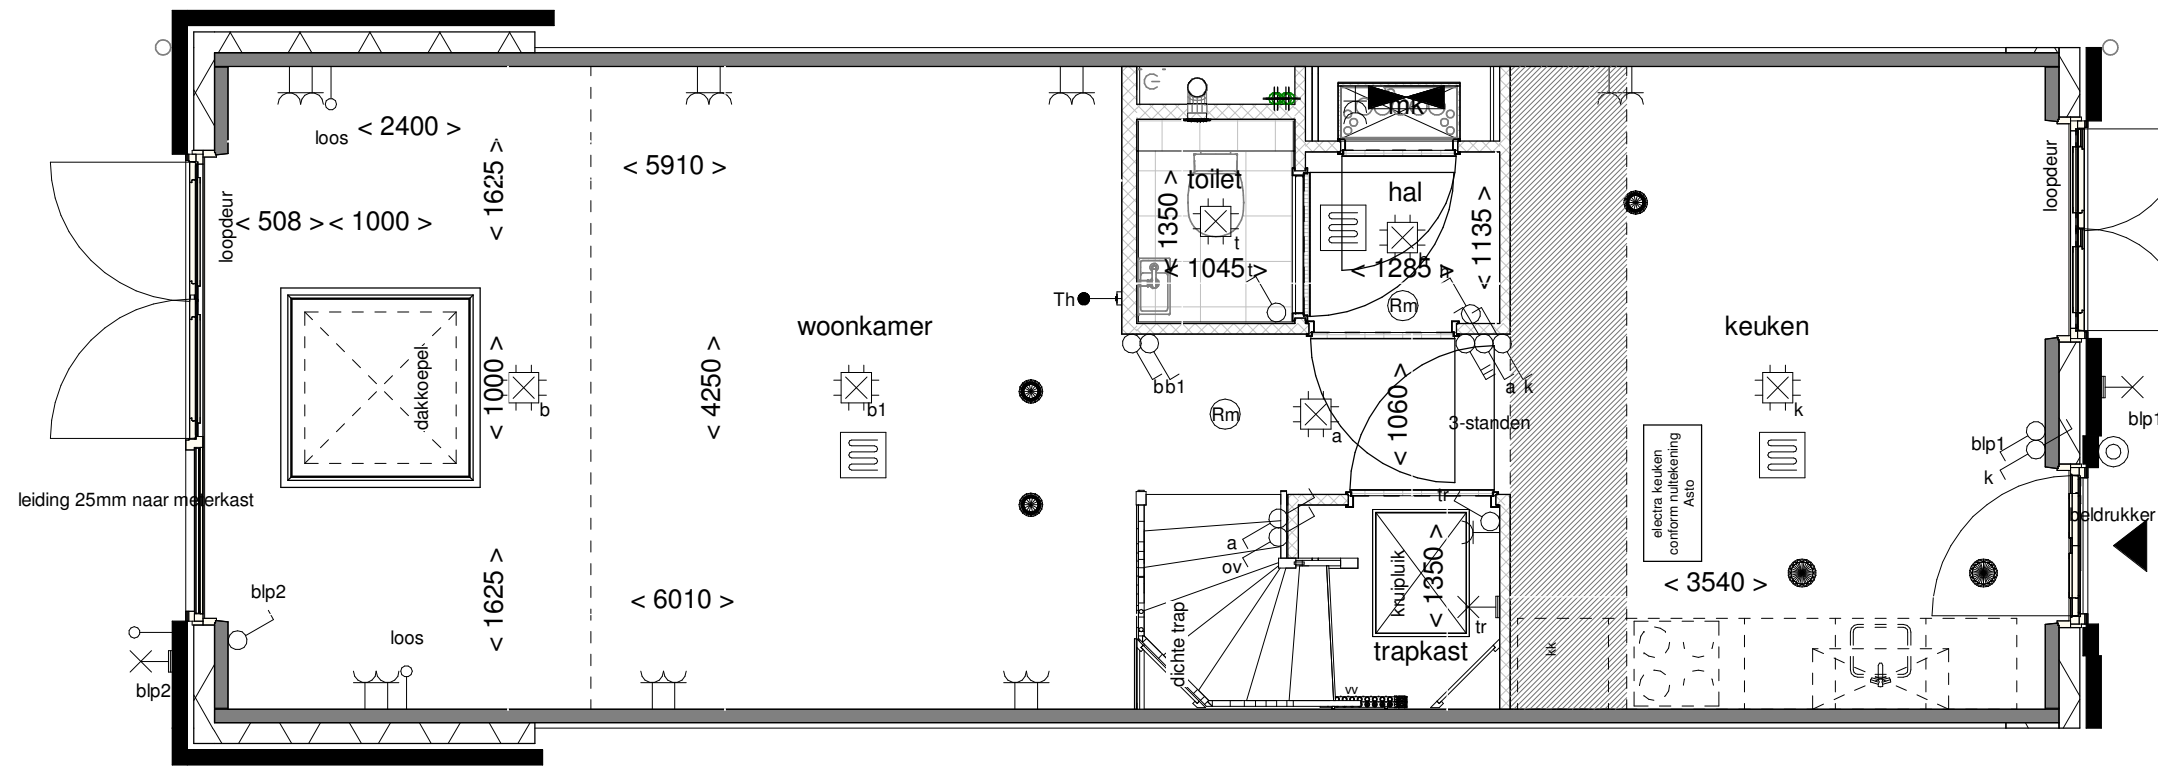 loos
< 2400 >
< 1625 >
< 5910 >
loopdeur
< 508 >
< 1000 >
dakkoepel
< 1000 >
b
leiding 25mm naar meterkast
< 1625 >
blp2
blp2
loos
< 6010 >
< 4250 >
woonkamer
b1
Th
toilet
< 1350 >
t
< 1045 >
t
mk
hal
< 1135 >
< 1285 >
Rm
bb1
Rm
a
< 1060 >
a k
3-standen
tr
a
ov
dichte trap
kruipluik
< 1350 >
tr
trapkast
vv
kk
keuken
k
electra keuken
conform nultekening
Asto
< 3540 >
loopdeur
blp1
k
blp1
beldrukker